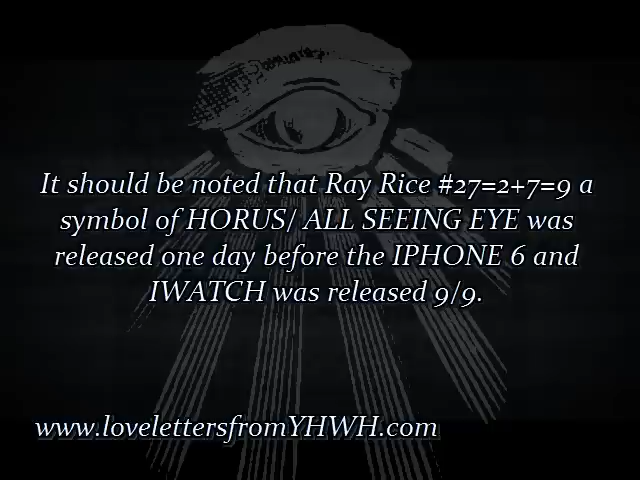 It should be noted that Ray Rice #27=2+7=9 a
symbol of HORUS/ ALL SEEING EYE was
released one day before the IPHONE 6 and
IWATCH was released 9/9.
www.lovelettersfromYHWH.com